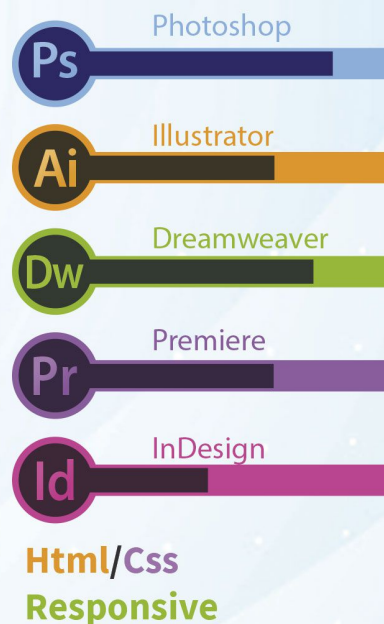 Photoshop
Ps
Illustrator
Ai
Dreamweaver
Dw
Premiere
Pr
InDesign
Id
Html/Css
Responsive